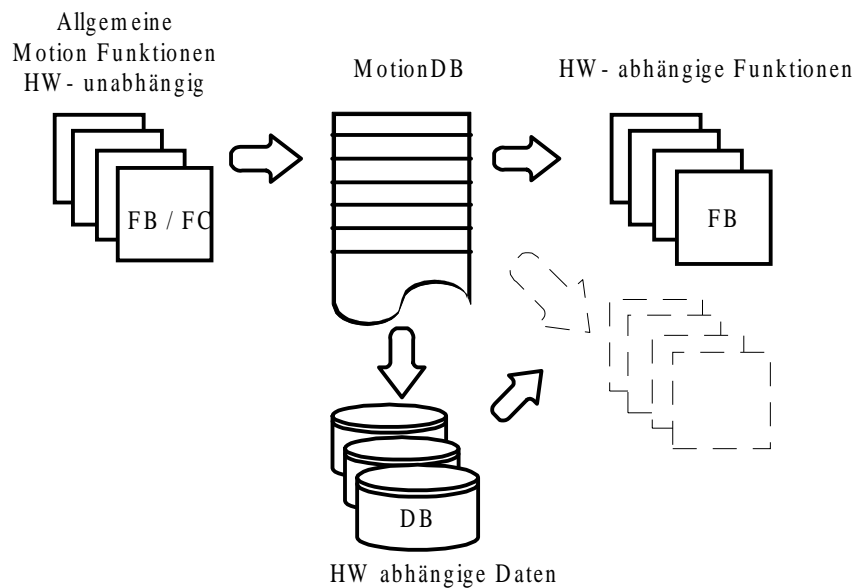 Allgemeine
Motion Funktionen
HW- unabhängig
MotionDB
HW- abhängige Funktionen
FB / FC
FB
DB
HW abhängige Daten